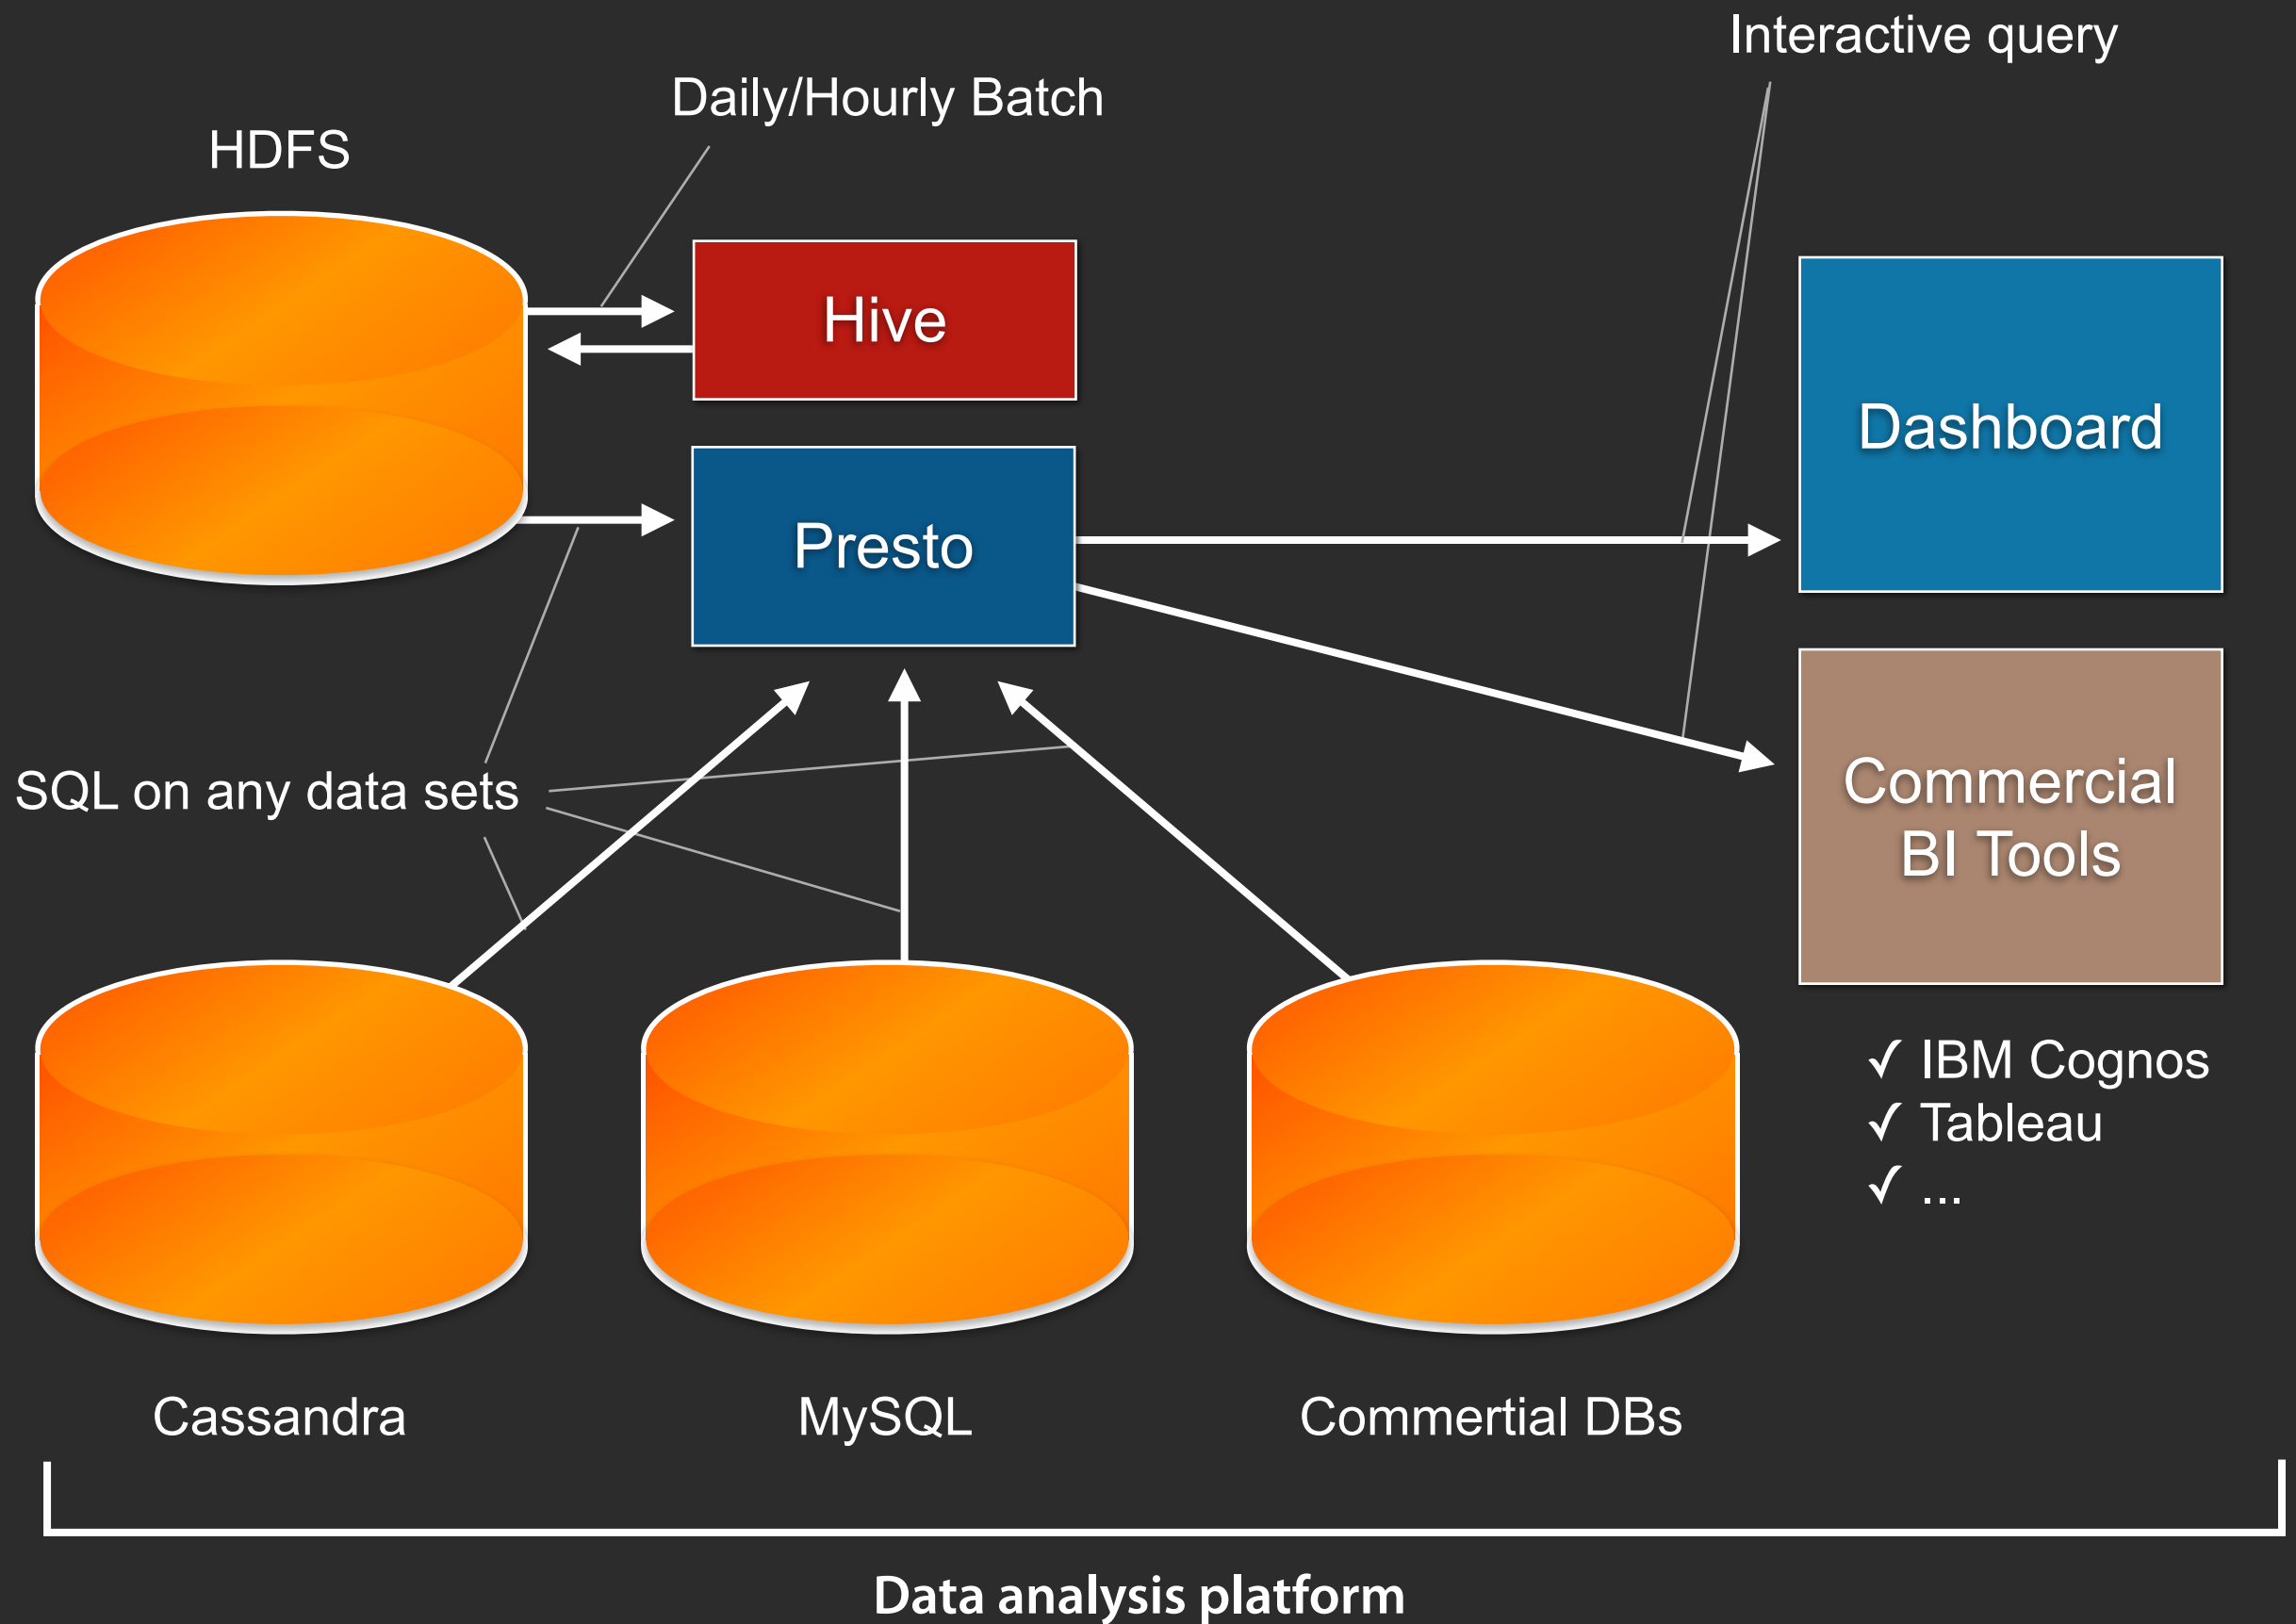 Interactive query
Daily/Hourly Batch
HDFS
Hive
Dashboard
Presto
SQL on any data sets
Commercial
BI Tools
✓ IBM Cognos
✓ Tableau
✓ ...
Cassandra
MySQL
Commertial DBs
Data analysis platform